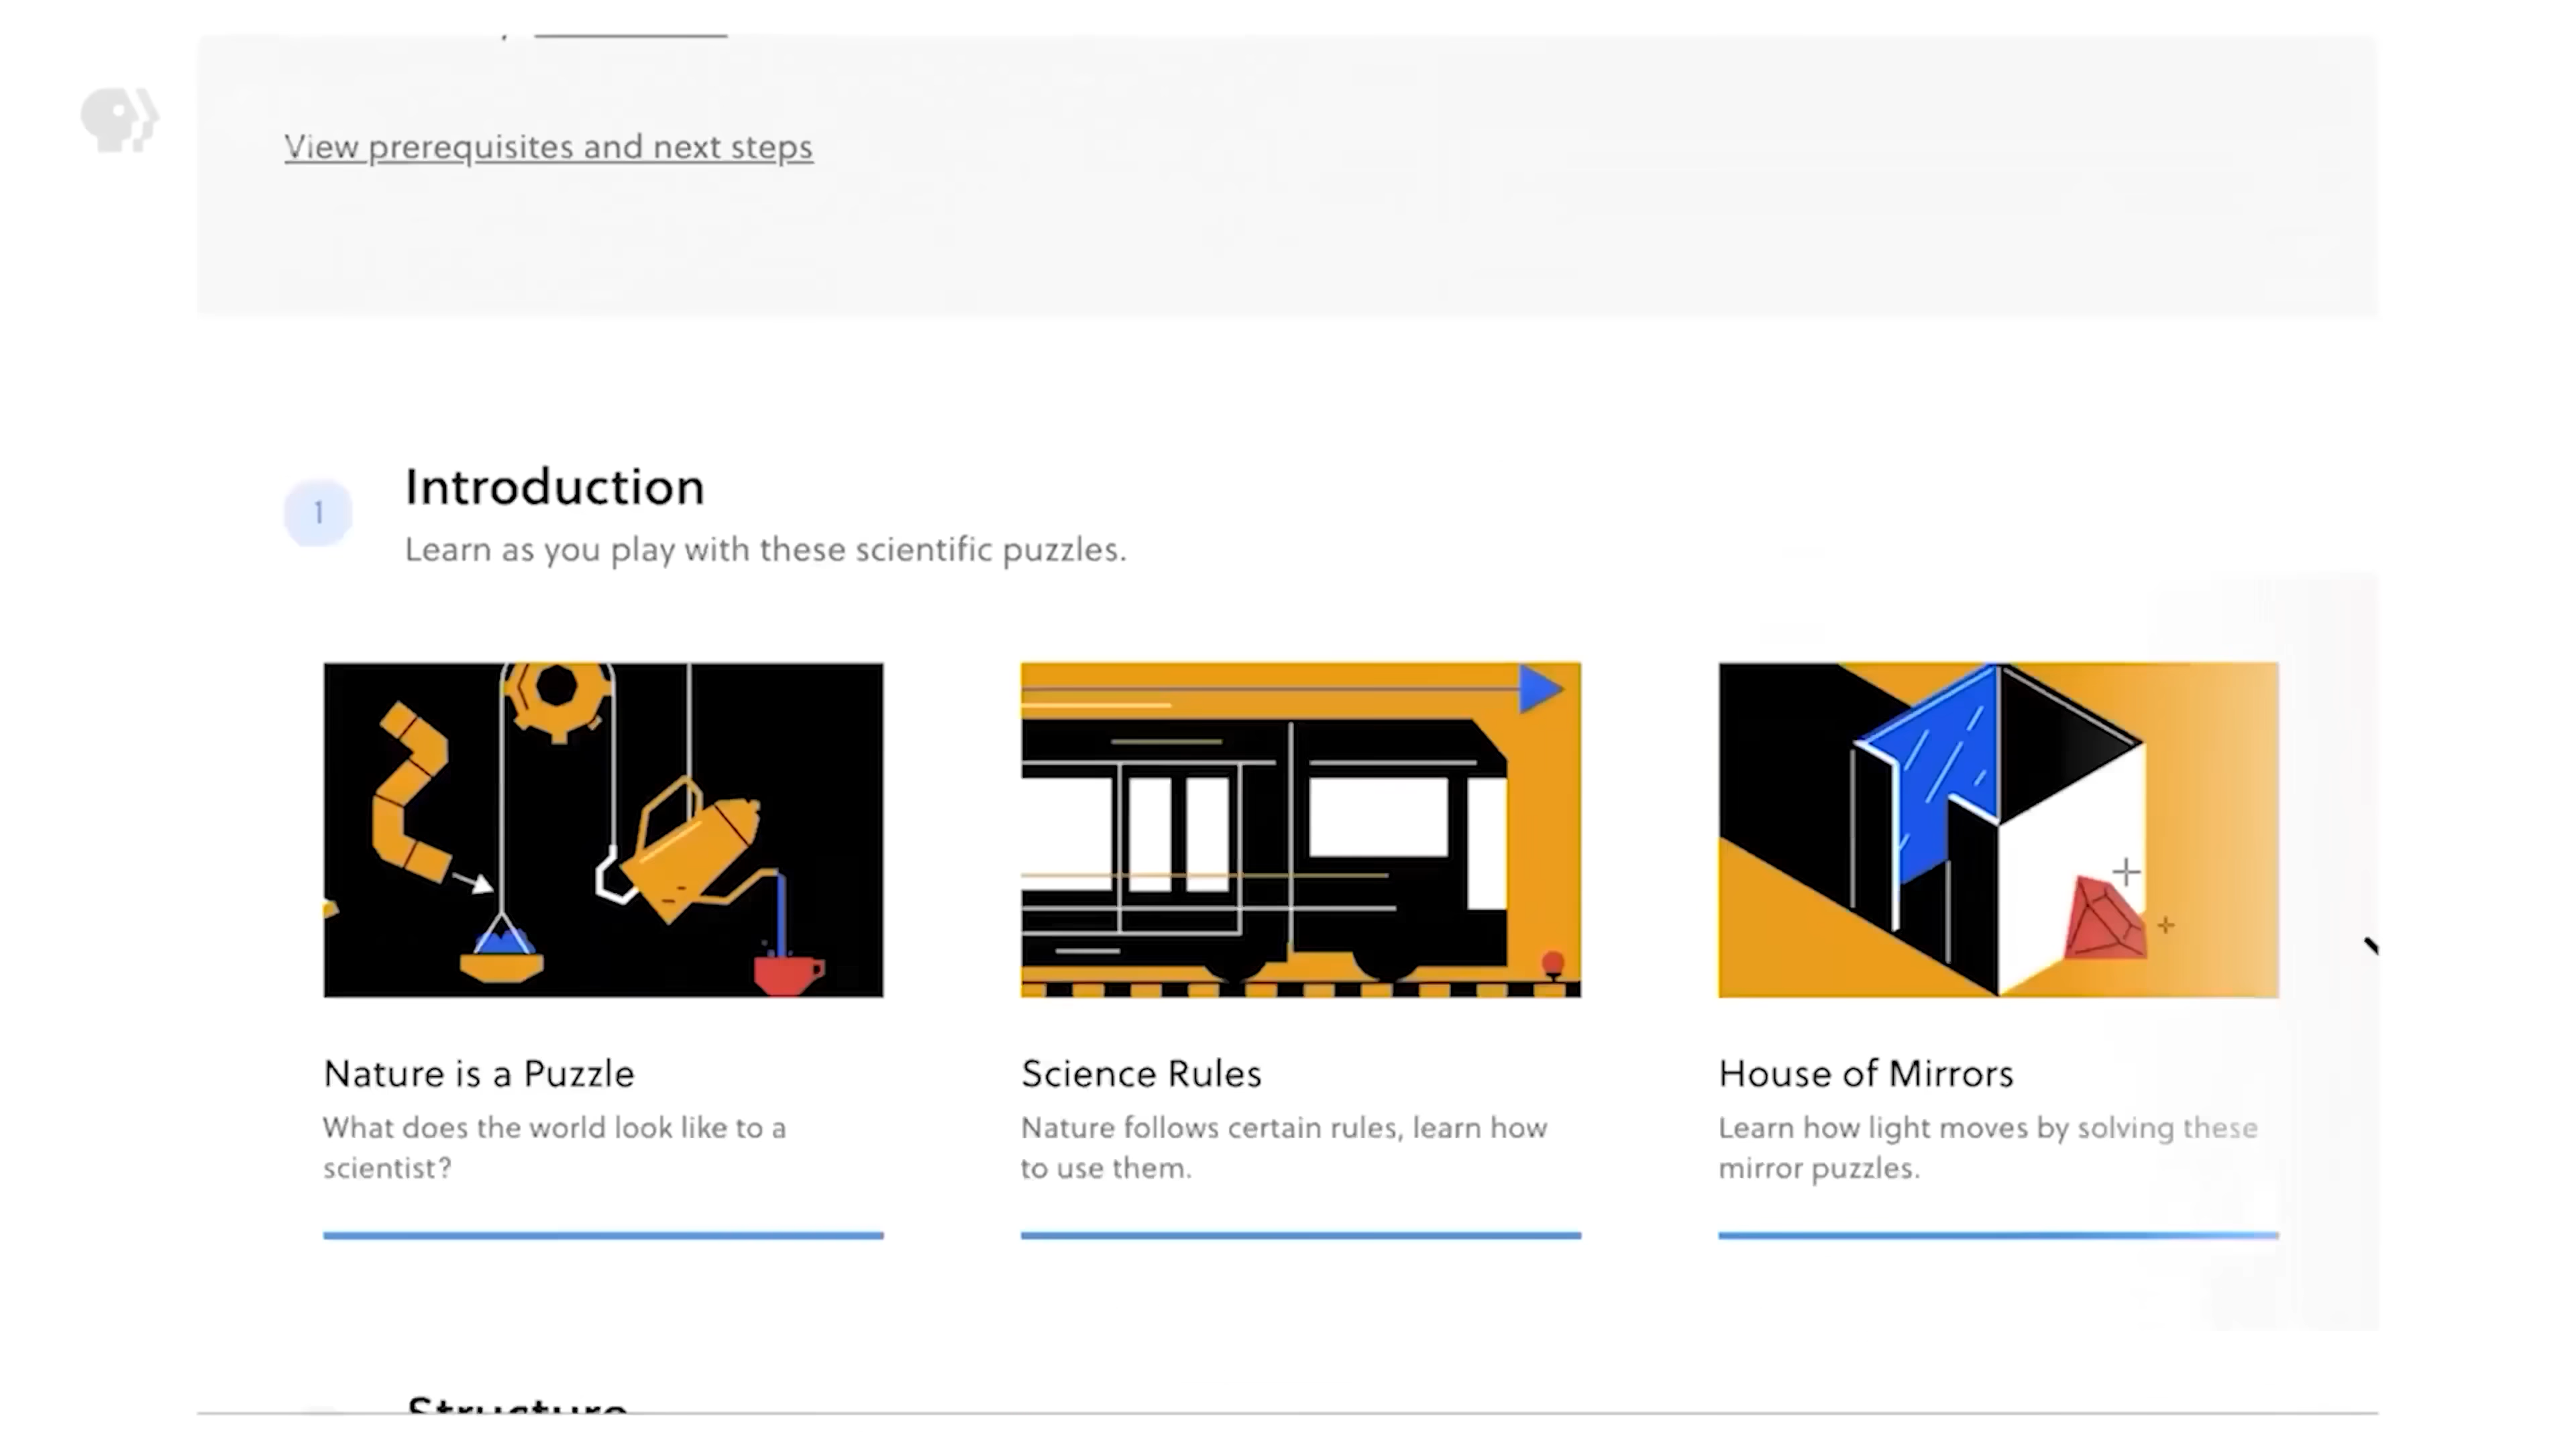 View prerequisites and next steps
1
Introduction
Learn as you play with these scientific puzzles.
Nature is a Puzzle
What does the world look like to a
scientist?
Science Rules
Nature follows certain rules, learn how
to use them.
House of Mirrors
Learn how light moves by solving these
mirror puzzles.
Structure